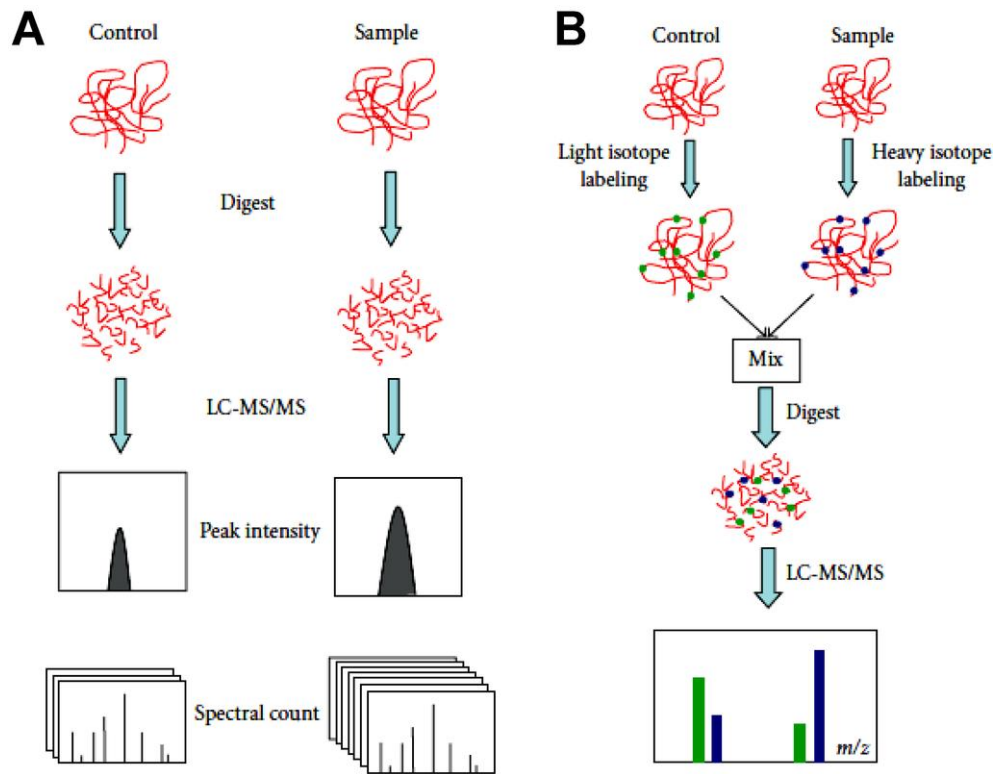 A
Control
Sample
Digest
LC-MS/MS
Peak intensity
Spectral count
B
Control
Sample
Light isotope
labeling
Heavy isotope
labeling
Mix
Digest
LC-MS/MS
m/z